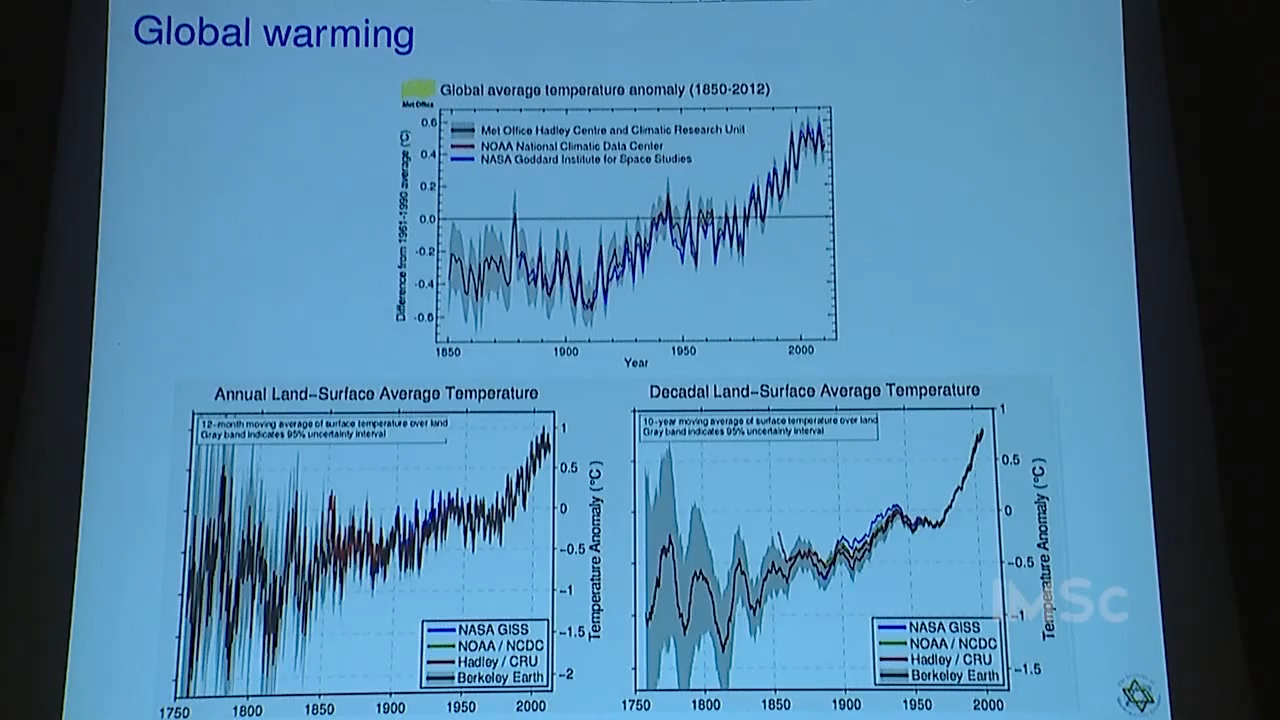 Global warming
Global average temperature anomaly (1850-2012)
Met Office
0.6
0.4
0.2
0.0
-0.2
-0.4
-0.6
Difference from 1961-1990 average (°C)
Met Office Hadley Centre and Climatic Research Unit
NOAA National Climatic Data Center
NASA Goddard Institute for Space Studies
1850 1900 1950 2000
Year
Annual Land-Surface Average Temperature
12-month moving average of surface temperature over land
Gray band indicates 95% uncertainty interval
1
0.5
0
-0.5
-1
-1.5
-2
Temperature Anomaly (°C)
NASA GISS
NOAA / NCDC
Hadley / CRU
Berkeley Earth
1750 1800 1850 1900 1950 2000
Decadal Land-Surface Average Temperature
10-year moving average of surface temperature over land
Gray band indicates 95% uncertainty interval
1
0.5
0
-0.5
-1
-1.5
Temperature Anomaly (°C)
NASA GISS
NOAA / NCDC
Hadley / CRU
Berkeley Earth
1750 1800 1850 1900 1950 2000
IMSc